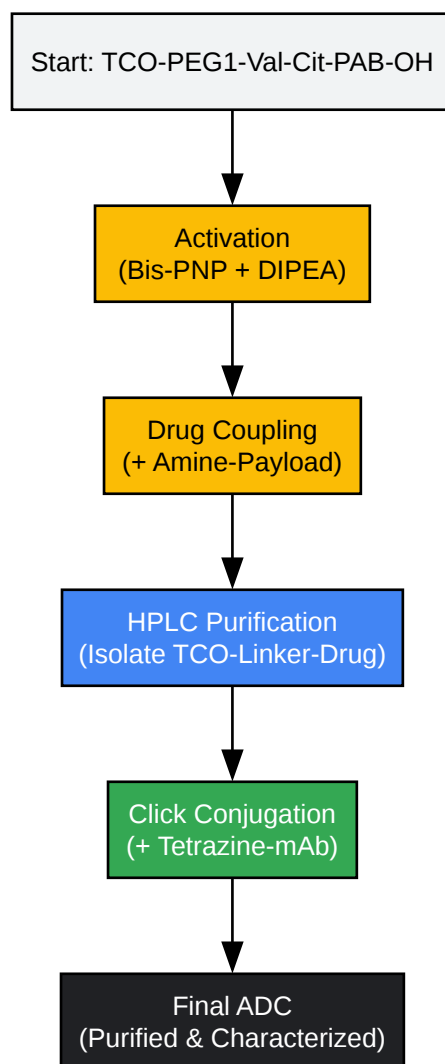 Start: TCO-PEG1-Val-Cit-PAB-OH
Activation
(Bis-PNP + DIPEA)
Drug Coupling
(+ Amine-Payload)
HPLC Purification
(Isolate TCO-Linker-Drug)
Click Conjugation
(+ Tetrazine-mAb)
Final ADC
(Purified & Characterized)